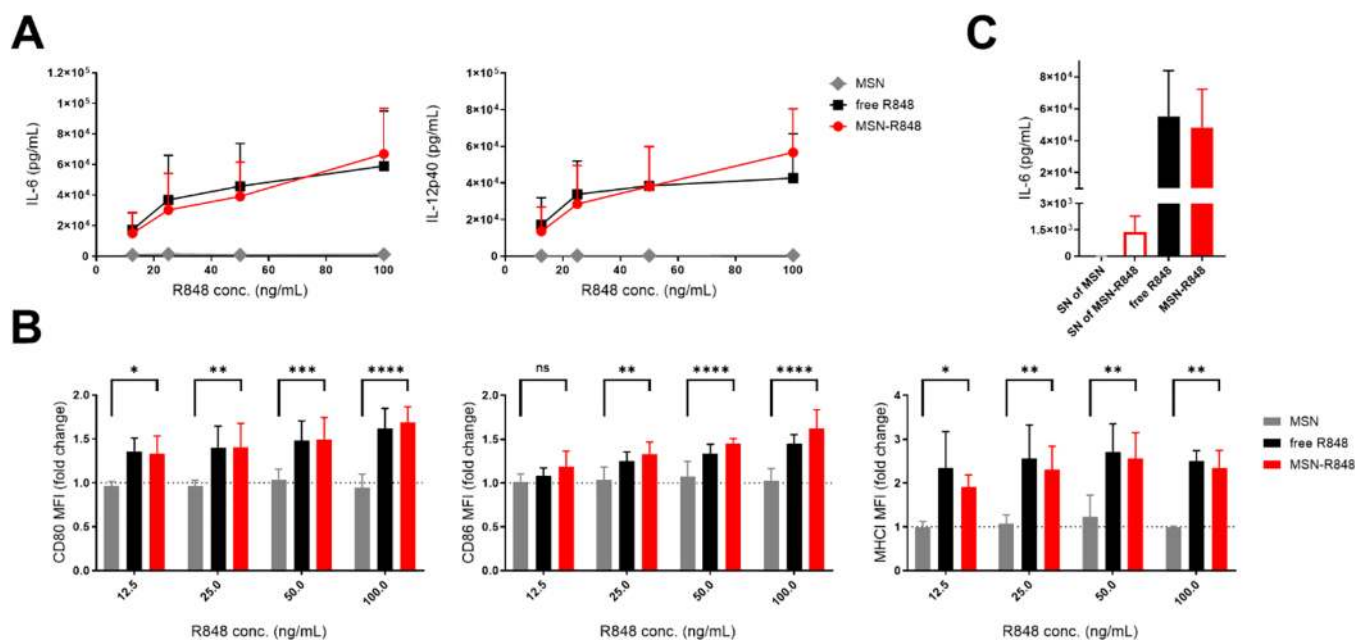 A
IL-6 (pg/mL)
1.2×10⁵
1×10⁵
8×10⁴
6×10⁴
4×10⁴
2×10⁴
0
0 20 40 60 80 100
R848 conc. (ng/mL)
IL-12p40 (pg/mL)
1×10⁵
8×10⁴
6×10⁴
4×10⁴
2×10⁴
0
0 20 40 60 80 100
R848 conc. (ng/mL)
MSN
free R848
MSN-R848
C
IL-6 (pg/mL)
8×10⁴
6×10⁴
4×10⁴
2×10⁴
3×10³
1.5×10³
0
SN of MSN
SN of MSN-R848
free R848
MSN-R848
B
CD80 MFI (fold change)
2.0
1.5
1.0
0.5
0.0
* ** *** ****
12.5 25.0 50.0 100.0
R848 conc. (ng/mL)
CD86 MFI (fold change)
2.0
1.5
1.0
0.5
0.0
ns ** **** ****
12.5 25.0 50.0 100.0
R848 conc. (ng/mL)
MHCI MFI (fold change)
4
3
2
1
0
* ** ** **
12.5 25.0 50.0 100.0
R848 conc. (ng/mL)
MSN
free R848
MSN-R848